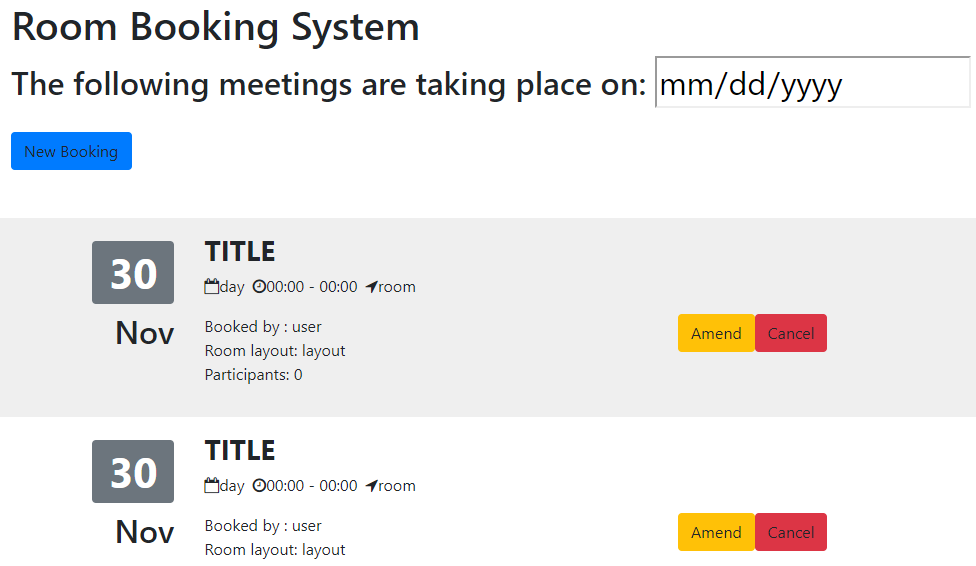 Room Booking System
The following meetings are taking place on: mm/dd/yyyy
New Booking
30
Nov
TITLE
day 00:00 - 00:00 room
Booked by : user
Room layout: layout
Participants: 0
Amend Cancel
30
Nov
TITLE
day 00:00 - 00:00 room
Booked by : user
Room layout: layout
Amend Cancel